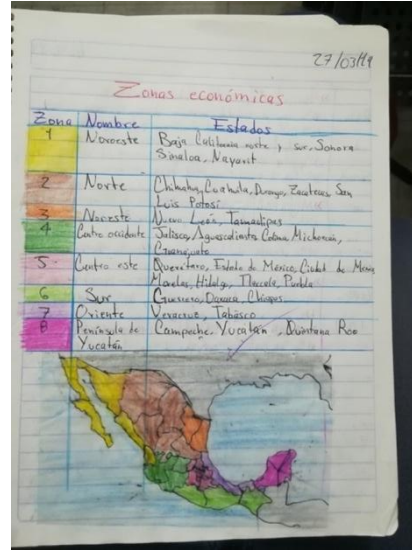 27/03/19
Zonas económicas
Zona Nombre Estados
1 Noroeste Baja California norte y sur, Sonora
Sinaloa, Nayarit
2 Norte Chihuhu, Coahula, Durango, Zacatecas, San
Luis Potosí
3 Noreste Nuevo León, Tamaulipas
4 Centro occidente Jalisco, Aguascalientes Colima Michoacán,
Guanajuato
5 Centro este Querétaro, Estado de México, Ciudad de México
Morelos, Hidalgo, Tlaxcala, Puebla
6 Sur Guerrero, Oaxaca, Chiapas
7 Oriente Veracruz, Tabasco
8 Península de Campeche, Yucatán, Quintana Roo
Yucatán